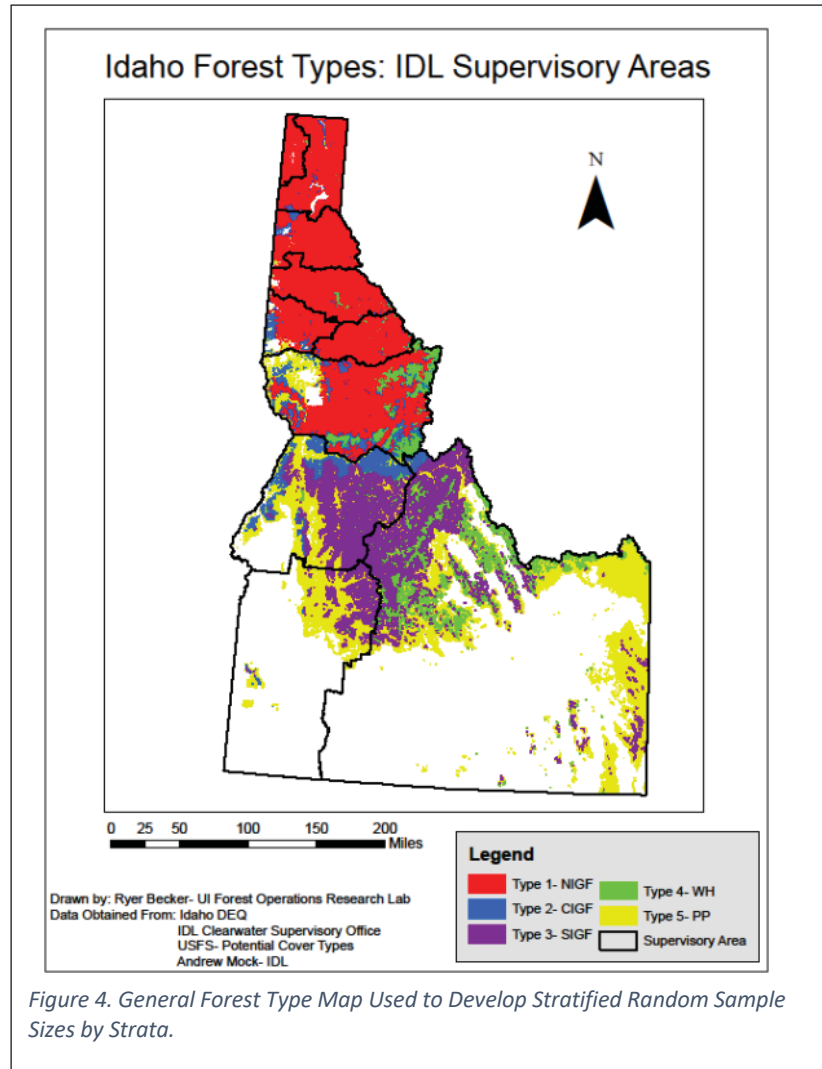 Idaho Forest Types: IDL Supervisory Areas
N
0 25 50 100 150 200
Miles
Drawn by: Ryer Becker- UI Forest Operations Research Lab
Data Obtained From: Idaho DEQ
IDL Clearwater Supervisory Office
USFS- Potential Cover Types
Andrew Mock- IDL
Legend
Type 1- NIGF
Type 2- CIGF
Type 3- SIGF
Type 4- WH
Type 5- PP
Supervisory Area
Figure 4. General Forest Type Map Used to Develop Stratified Random Sample
Sizes by Strata.